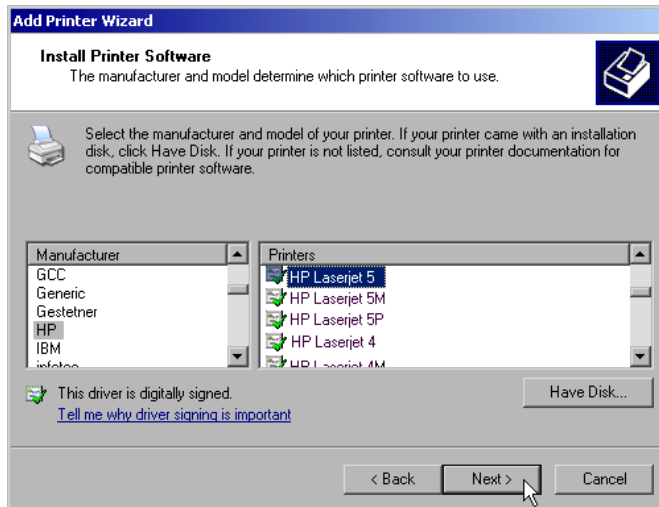 Add Printer Wizard
Install Printer Software
The manufacturer and model determine which printer software to use.
Select the manufacturer and model of your printer. If your printer came with an installation
disk, click Have Disk. If your printer is not listed, consult your printer documentation for
compatible printer software.
Manufacturer
GCC
Generic
Gestetner
HP
IBM
Printers
HP Laserjet 5
HP Laserjet 5M
HP Laserjet 5P
HP Laserjet 4
HP Laserjet 4M
This driver is digitally signed.
Tell me why driver signing is important
Have Disk...
< Back
Next >
Cancel